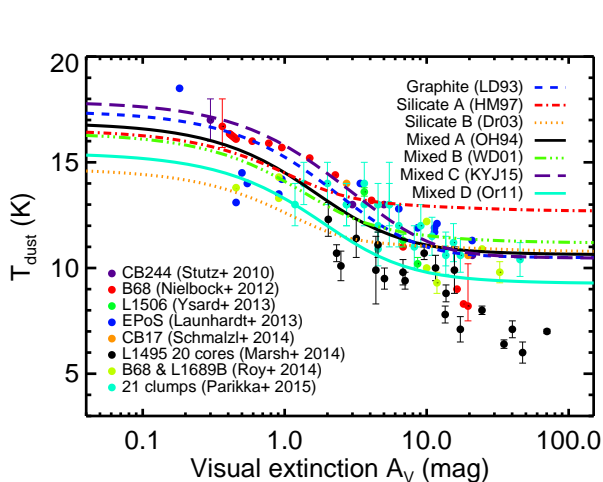 20
15
10
5
T_dust (K)
Graphite (LD93)
Silicate A (HM97)
Silicate B (Dr03)
Mixed A (OH94)
Mixed B (WD01)
Mixed C (KYJ15)
Mixed D (Or11)
CB244 (Stutz+ 2010)
B68 (Nielbock+ 2012)
L1506 (Ysard+ 2013)
EPoS (Launhardt+ 2013)
CB17 (Schmalzl+ 2014)
L1495 20 cores (Marsh+ 2014)
B68 & L1689B (Roy+ 2014)
21 clumps (Parikka+ 2015)
0.1 1.0 10.0 100.0
Visual extinction A_V (mag)